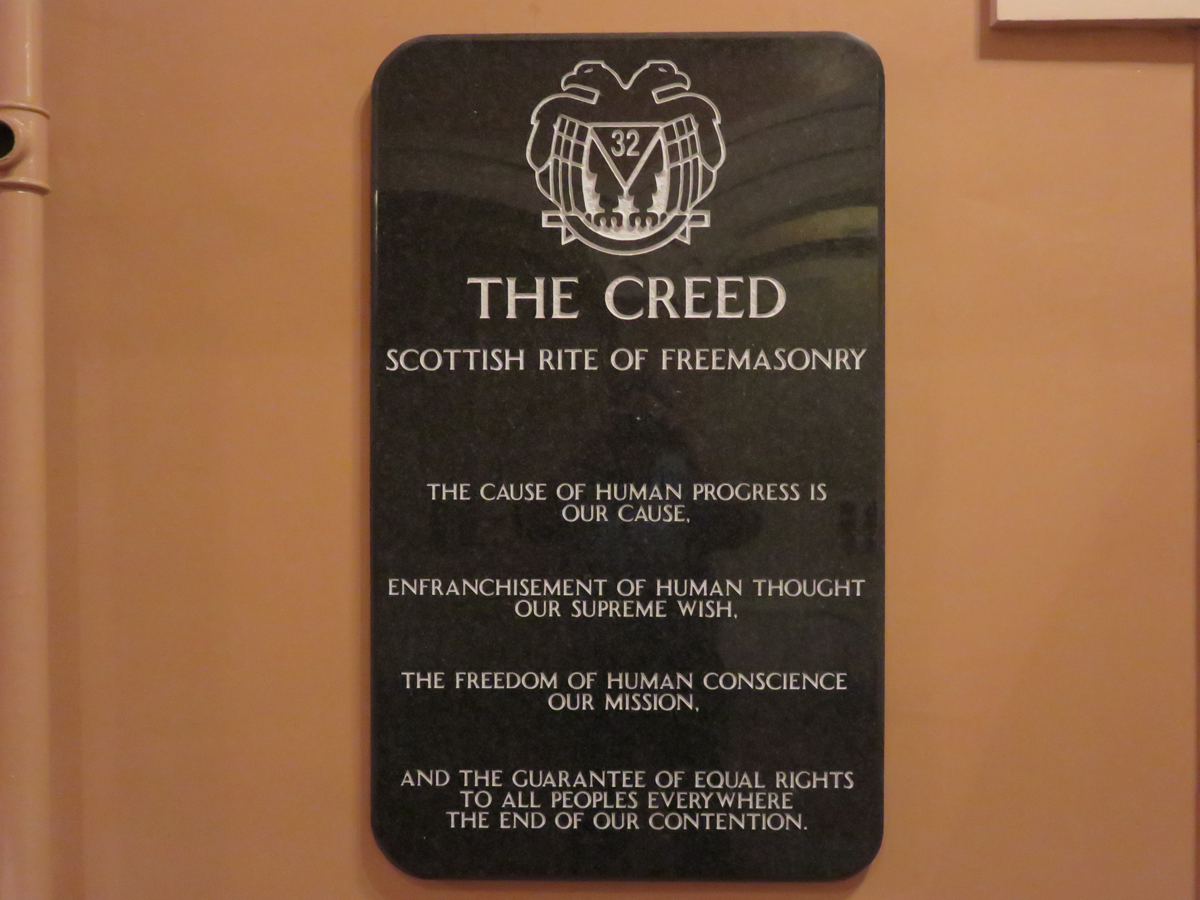 32
THE CREED
SCOTTISH RITE OF FREEMASONRY
THE CAUSE OF HUMAN PROGRESS IS
OUR CAUSE,
ENFRANCHISEMENT OF HUMAN THOUGHT
OUR SUPREME WISH,
THE FREEDOM OF HUMAN CONSCIENCE
OUR MISSION,
AND THE GUARANTEE OF EQUAL RIGHTS
TO ALL PEOPLES EVERYWHERE
THE END OF OUR CONTENTION.